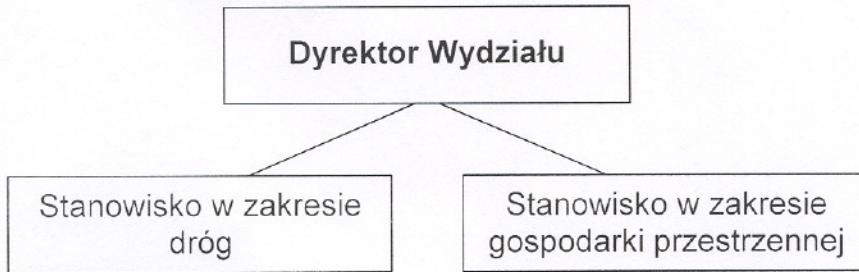 Dyrektor Wydziału
Stanowisko w zakresie
dróg
Stanowisko w zakresie
gospodarki przestrzennej